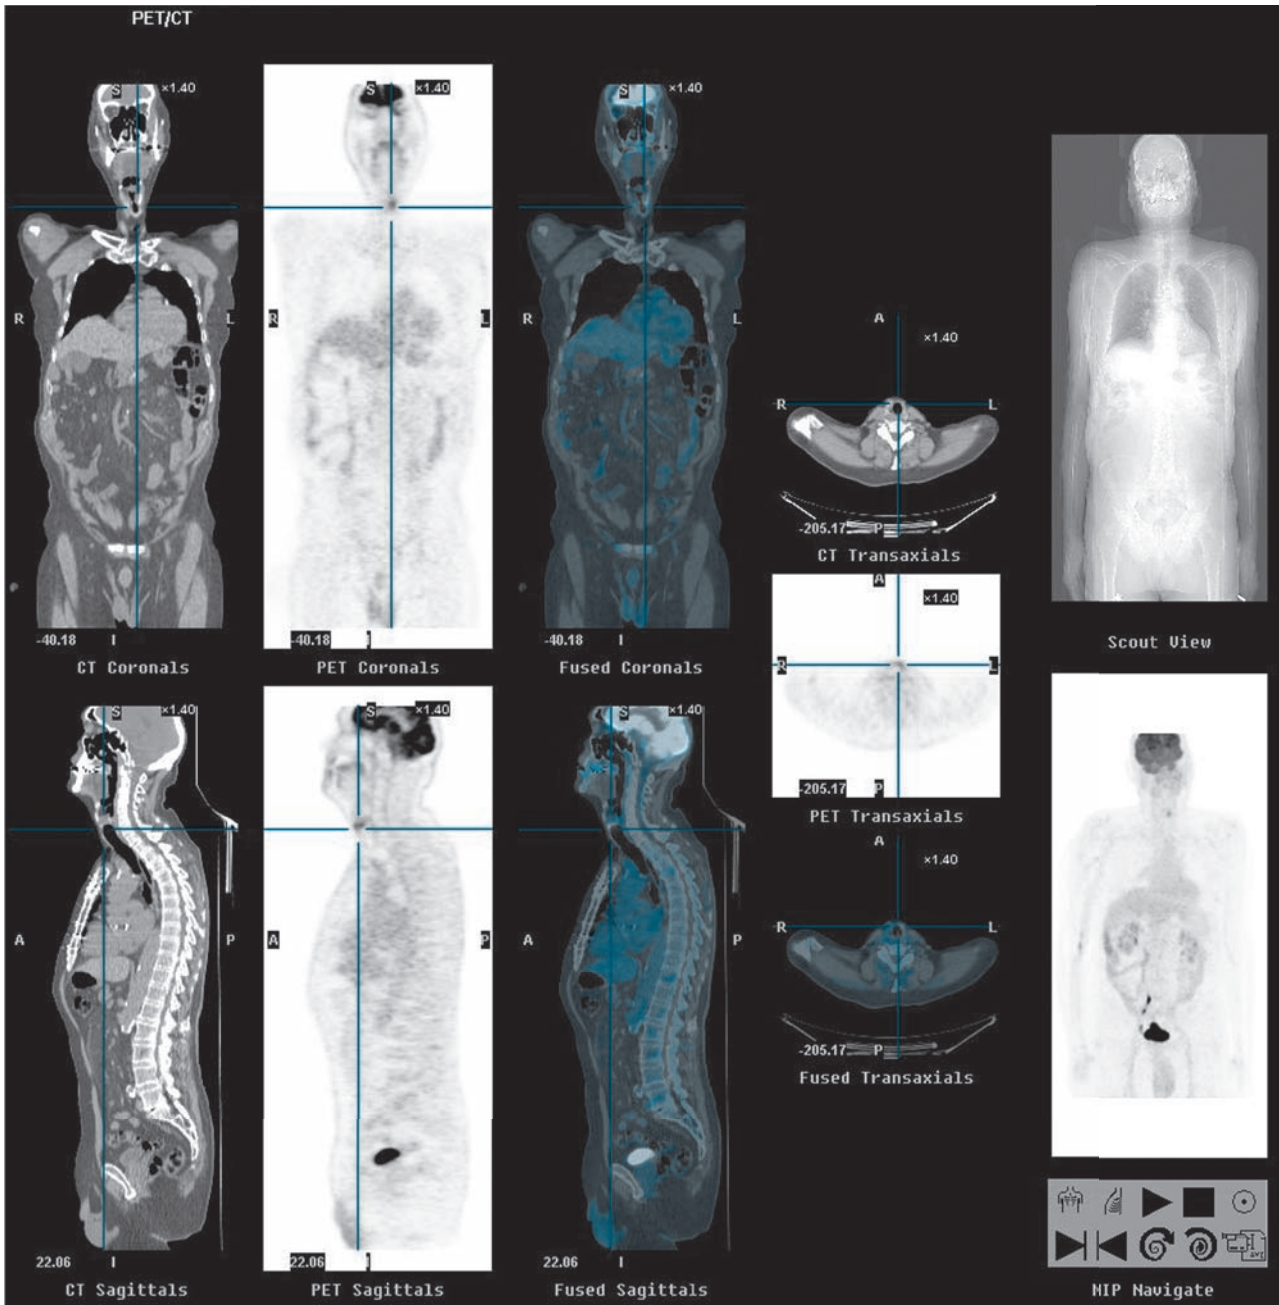 PET/CT
S ×1.40
S ×1.40
S ×1.40
R L
R L
R L
-40.18 I
-40.18 I
-40.18 I
CT Coronals
PET Coronals
Fused Coronals
A
×1.40
R L
-205.17 P
CT Transaxials
A
×1.40
R L
-205.17 P
PET Transaxials
A
×1.40
R L
-205.17 P
Fused Transaxials
Scout View
S ×1.40
S ×1.40
S ×1.40
A P
A P
A P
22.06 I
22.06 I
22.06 I
CT Sagittals
PET Sagittals
Fused Sagittals
MIP Navigate